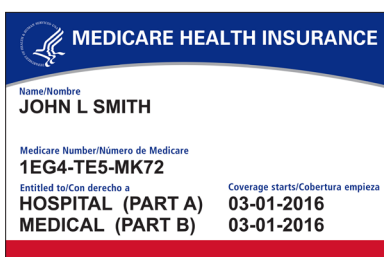 MEDICARE HEALTH INSURANCE
Name/Nombre
JOHN L SMITH
Medicare Number/Número de Medicare
1EG4-TE5-MK72
Entitled to/Con derecho a Coverage starts/Cobertura empieza
HOSPITAL (PART A) 03-01-2016
MEDICAL (PART B) 03-01-2016